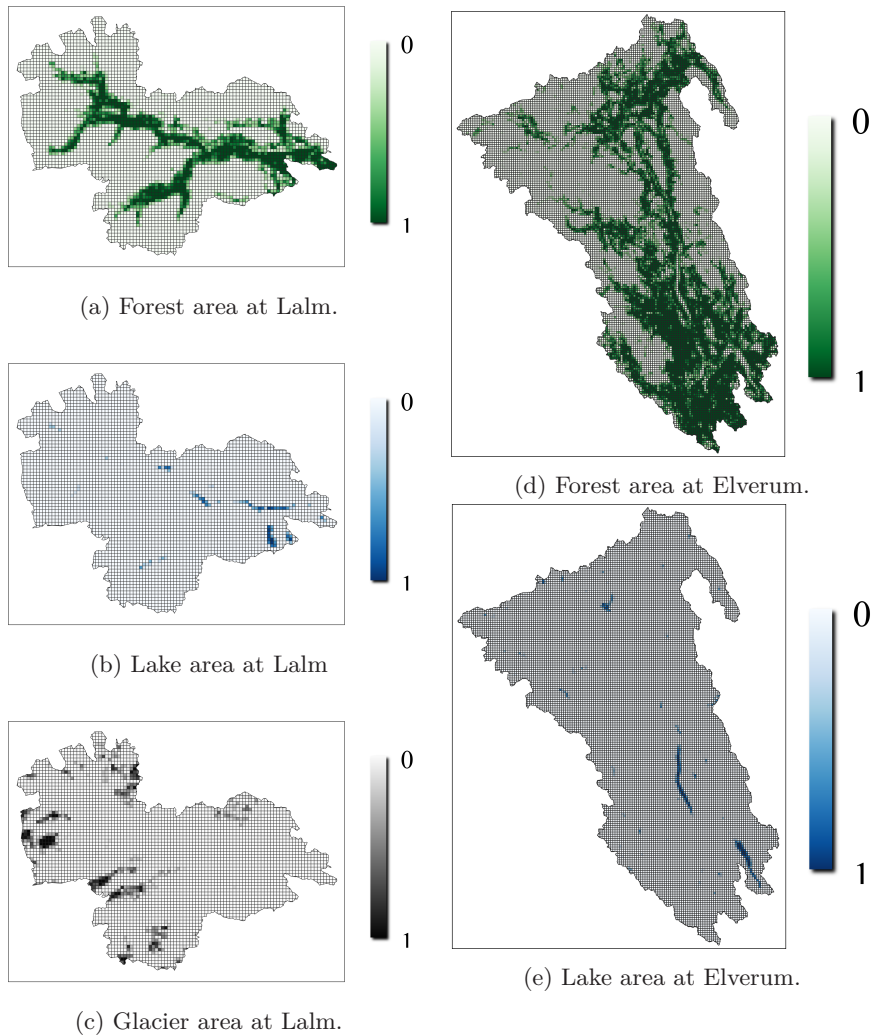 0
1
(a) Forest area at Lalm.
0
1
(b) Lake area at Lalm
0
1
(c) Glacier area at Lalm.
0
1
(d) Forest area at Elverum.
0
1
(e) Lake area at Elverum.